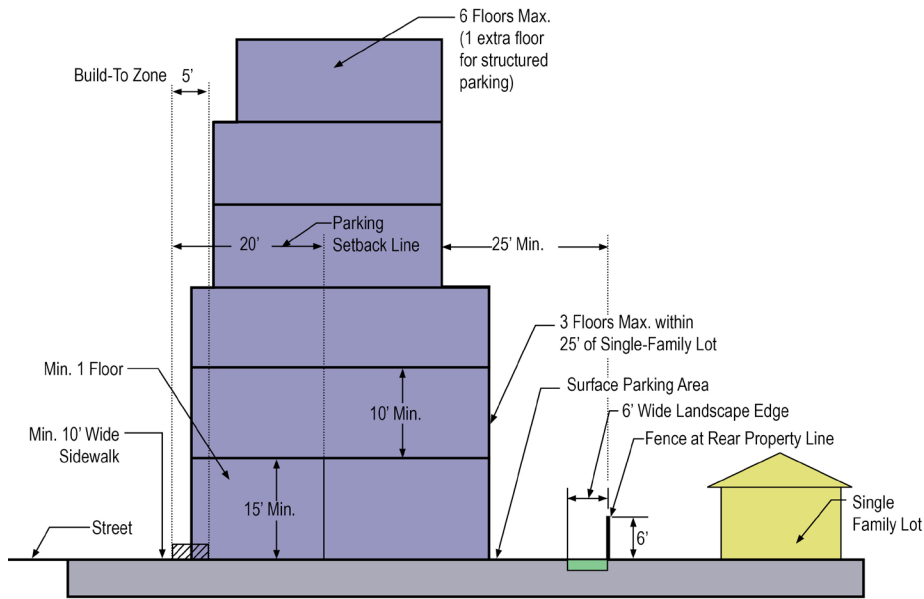 6 Floors Max.
(1 extra floor
for structured
parking)
Build-To Zone
5’
Parking
Setback Line
20’
25’ Min.
3 Floors Max. within
25’ of Single-Family Lot
Min. 1 Floor
Surface Parking Area
10’ Min.
6’ Wide Landscape Edge
Min. 10’ Wide
Sidewalk
Fence at Rear Property Line
15’ Min.
Single
Family Lot
Street
6’